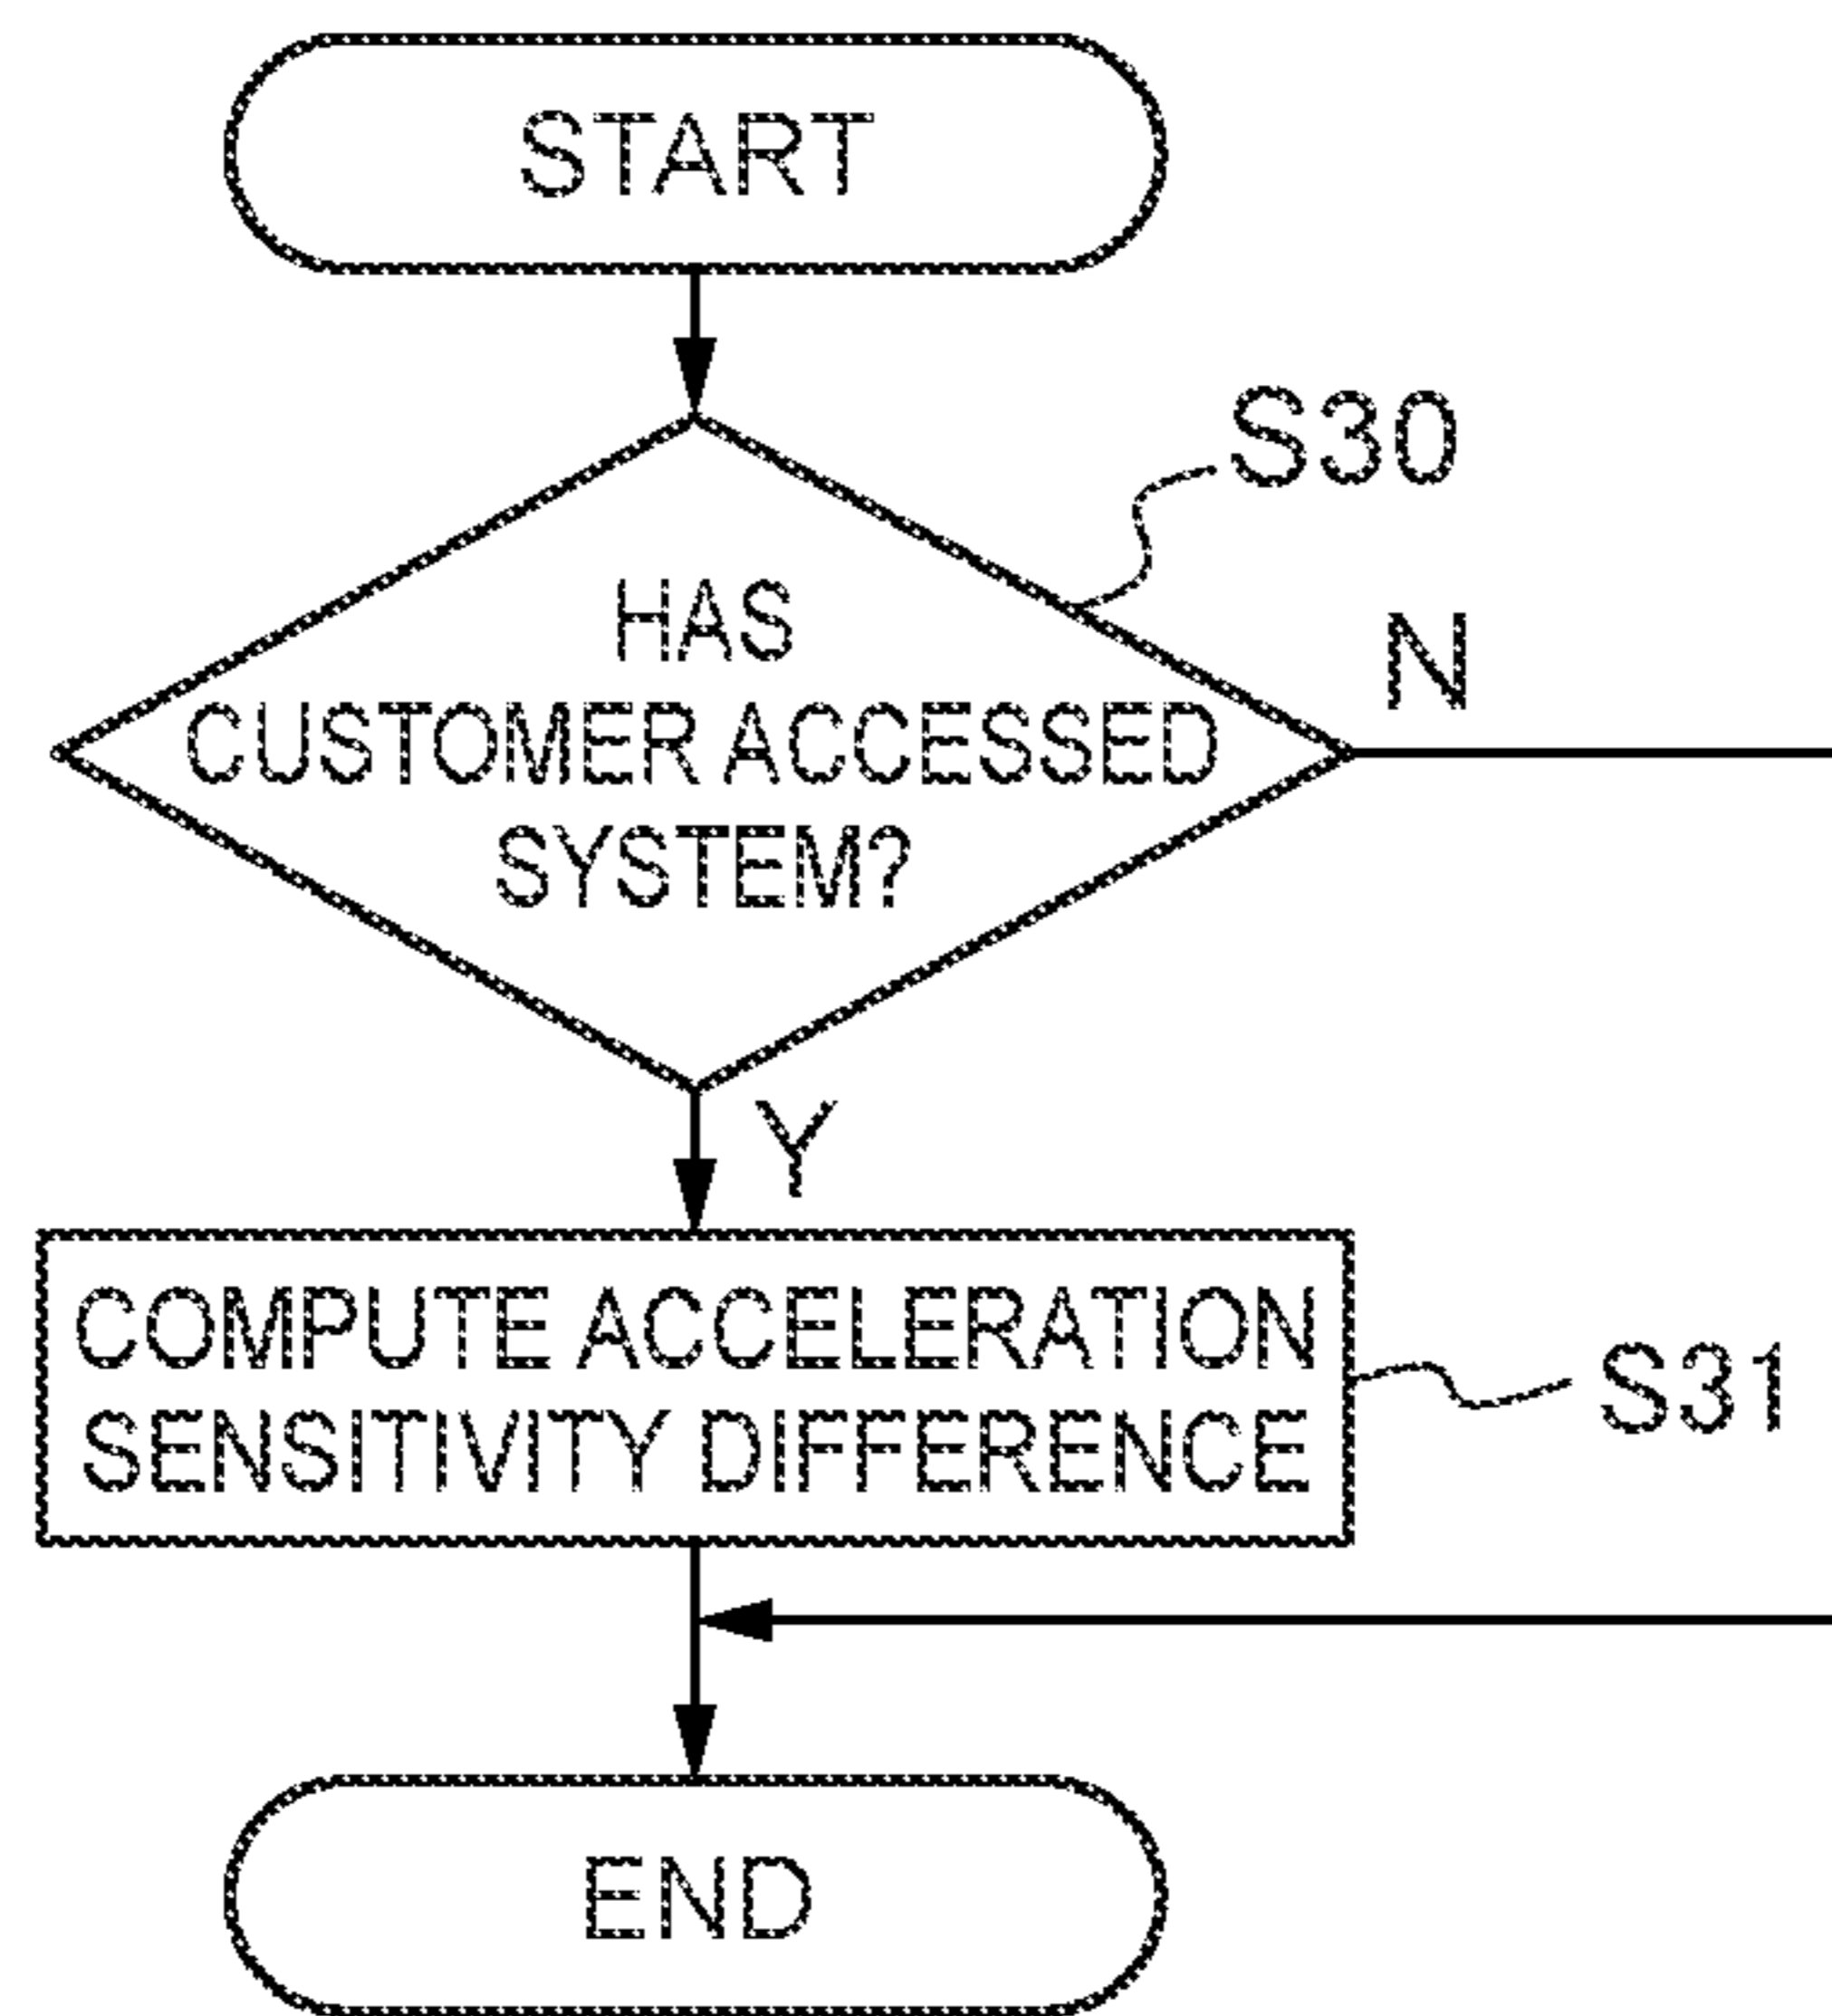 START
S30
HAS
CUSTOMER ACCESSED
SYSTEM?
N
Y
COMPUTE ACCELERATION
SENSITIVITY DIFFERENCE
S31
END